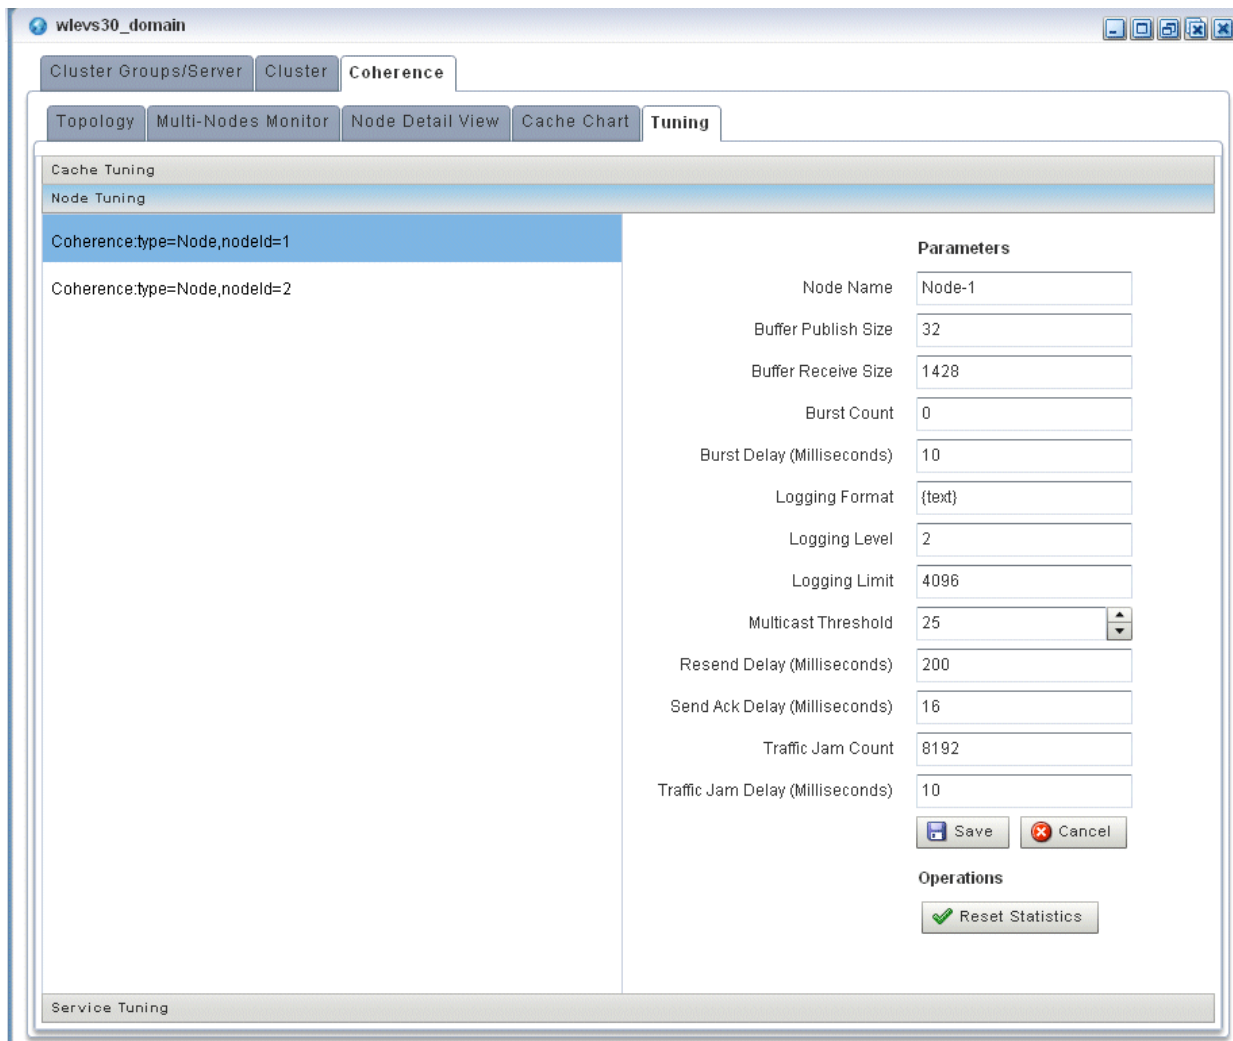 wlevs30_domain
Cluster Groups/Server Cluster Coherence
Topology Multi-Nodes Monitor Node Detail View Cache Chart Tuning
Cache Tuning
Node Tuning
Coherence:type=Node,nodeId=1
Coherence:type=Node,nodeId=2
Parameters
Node Name Node-1
Buffer Publish Size 32
Buffer Receive Size 1428
Burst Count 0
Burst Delay (Milliseconds) 10
Logging Format {text}
Logging Level 2
Logging Limit 4096
Multicast Threshold 25
Resend Delay (Milliseconds) 200
Send Ack Delay (Milliseconds) 16
Traffic Jam Count 8192
Traffic Jam Delay (Milliseconds) 10
Save Cancel
Operations
Reset Statistics
Service Tuning